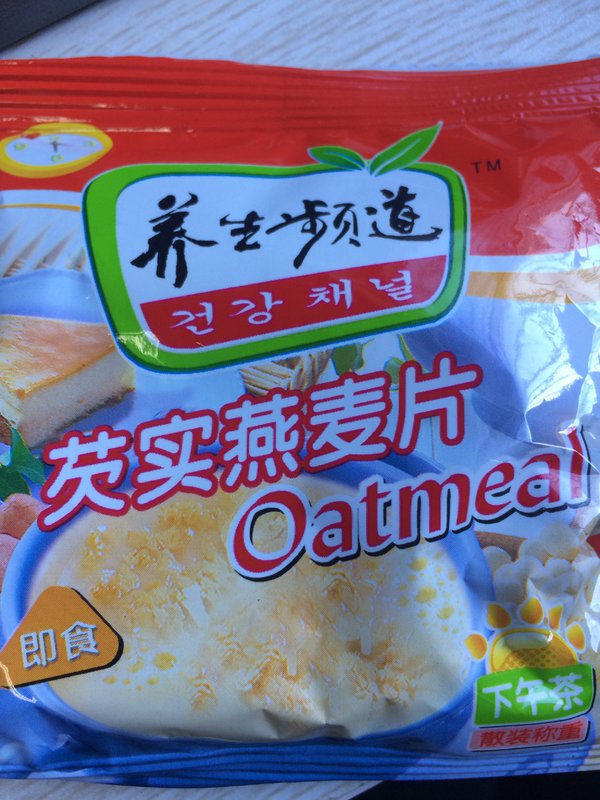 养生频道
TM
건강채널
芡实燕麦片
Oatmeal
即食
下午茶
散装称重